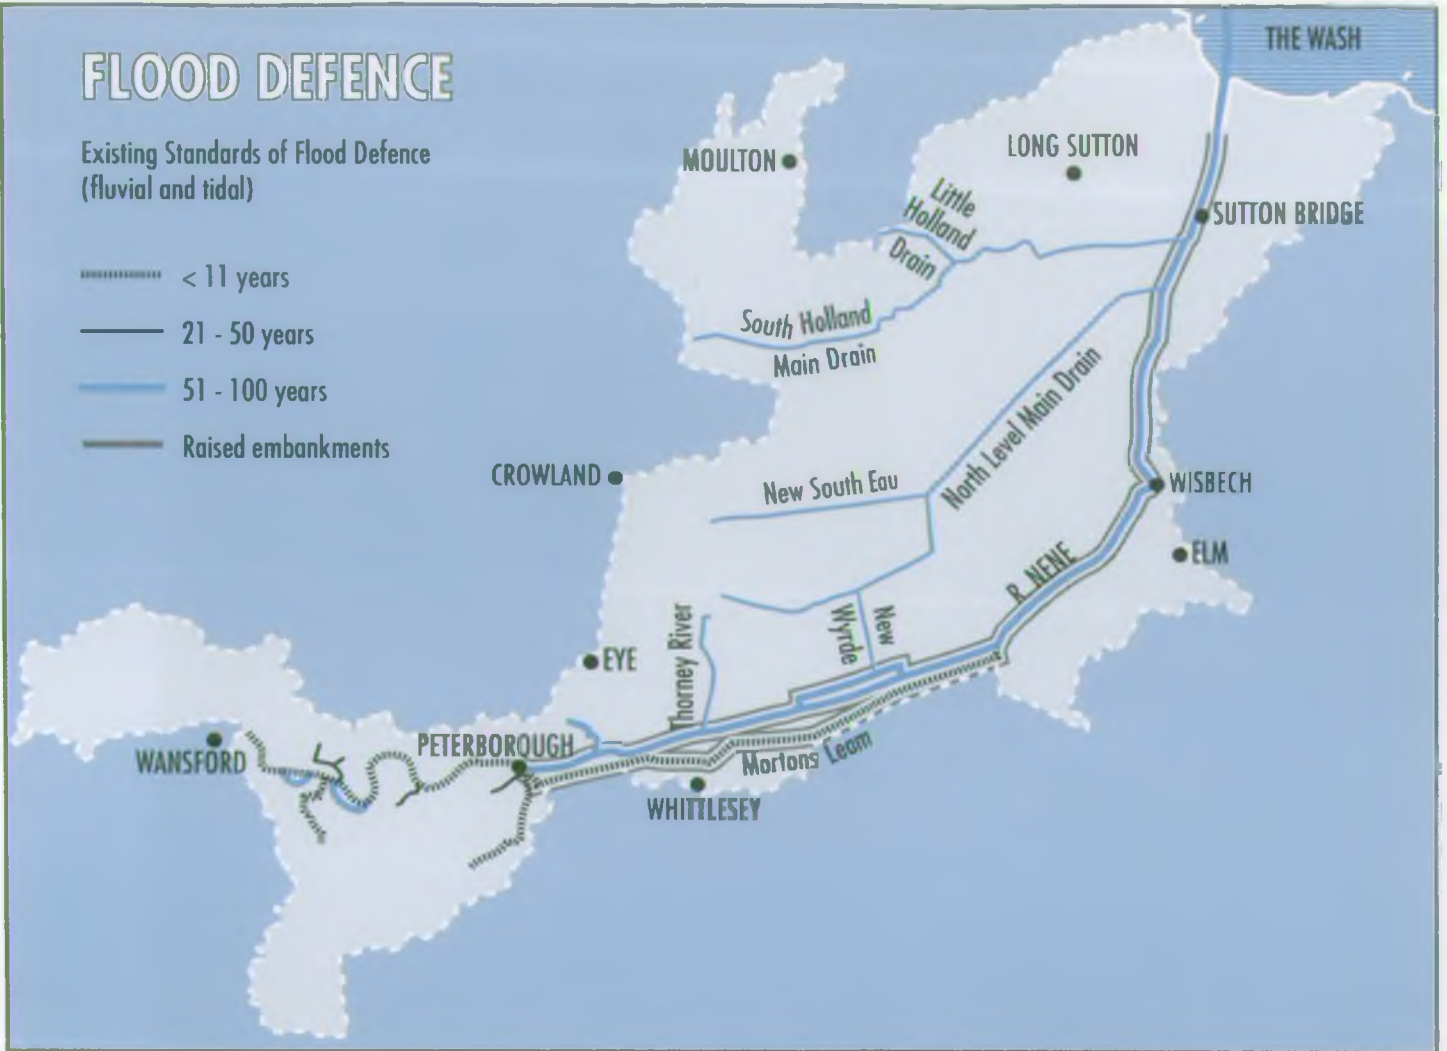 FLOOD DEFENCE
Existing Standards of Flood Defence
(fluvial and tidal)
< 11 years
21 - 50 years
51 - 100 years
Raised embankments
THE WASH
MOULTON
LONG SUTTON
SUTTON BRIDGE
Little
Holland
Drain
South Holland
Main Drain
North Level Main Drain
CROWLAND
New South Eau
WISBECH
ELM
R. NENE
New
Wyrde
Thorney River
EYE
WANSFORD
PETERBOROUGH
Mortons Leam
WHITTLESEY